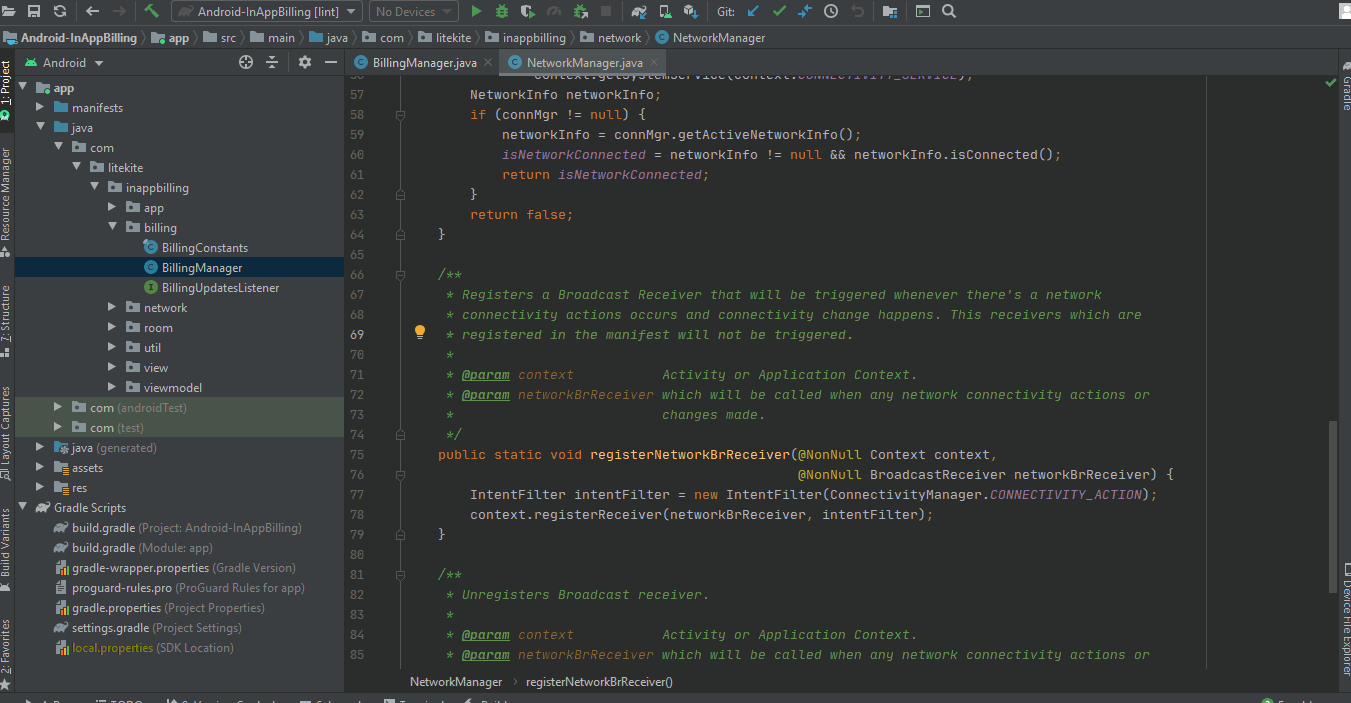 Android-InAppBilling [lint]
No Devices
Git:
Android-InAppBilling
app
src
main
java
com
litekite
inappbilling
network
NetworkManager
Android
BillingManager.java
NetworkManager.java
1: Project
Resource Manager
7: Structure
Layout Captures
Build Variants
2: Favorites
app
manifests
java
com
litekite
inappbilling
app
billing
BillingConstants
BillingManager
BillingUpdatesListener
network
room
util
view
viewmodel
com (androidTest)
com (test)
java (generated)
assets
res
Gradle Scripts
build.gradle (Project: Android-InAppBilling)
build.gradle (Module: app)
gradle-wrapper.properties (Gradle Version)
proguard-rules.pro (ProGuard Rules for app)
gradle.properties (Project Properties)
settings.gradle (Project Settings)
local.properties (SDK Location)
56 Context.getSystemService(Context.CONNECTIVITY_SERVICE);
57 NetworkInfo networkInfo;
58 if (connMgr != null) {
59 networkInfo = connMgr.getActiveNetworkInfo();
60 isNetworkConnected = networkInfo != null && networkInfo.isConnected();
61 return isNetworkConnected;
62 }
63 return false;
64 }
65
66 /**
67 * Registers a Broadcast Receiver that will be triggered whenever there's a network
68 * connectivity actions occurs and connectivity change happens. This receivers which are
69 * registered in the manifest will not be triggered.
70 *
71 * @param context Activity or Application Context.
72 * @param networkBrReceiver which will be called when any network connectivity actions or
73 * changes made.
74 */
75 public static void registerNetworkBrReceiver(@NonNull Context context,
76 @NonNull BroadcastReceiver networkBrReceiver) {
77 IntentFilter intentFilter = new IntentFilter(ConnectivityManager.CONNECTIVITY_ACTION);
78 context.registerReceiver(networkBrReceiver, intentFilter);
79 }
80
81 /**
82 * Unregisters Broadcast receiver.
83 *
84 * @param context Activity or Application Context.
85 * @param networkBrReceiver which will be called when any network connectivity actions or
NetworkManager
registerNetworkBrReceiver()
Gradle
Device File Explorer